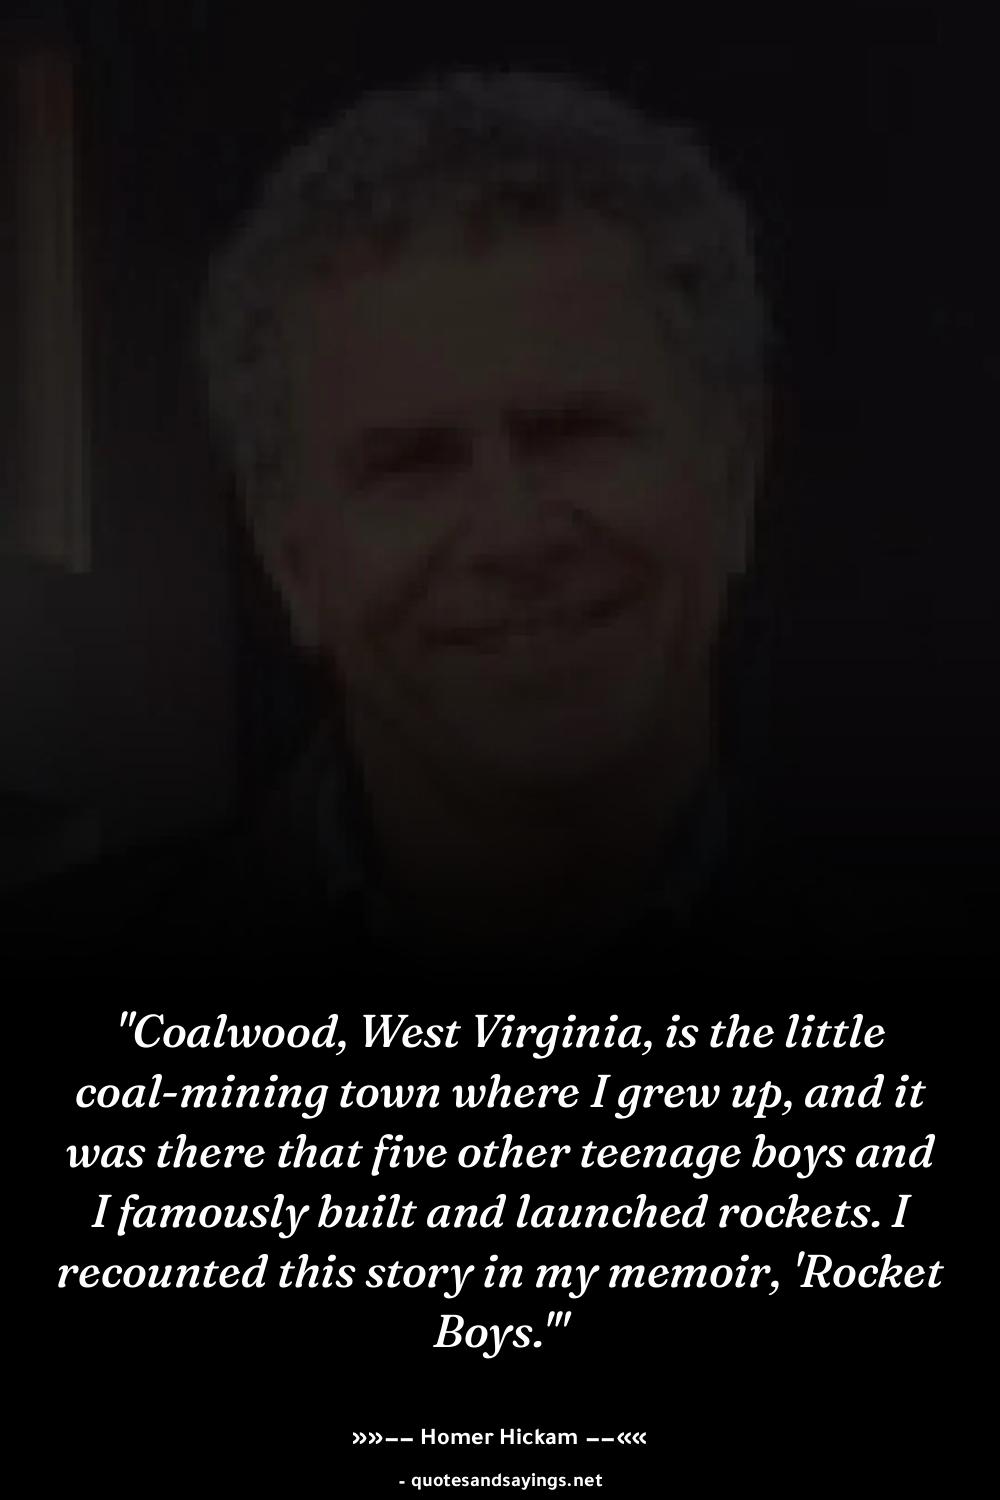 "Coalwood, West Virginia, is the little
coal-mining town where I grew up, and it
was there that five other teenage boys and
I famously built and launched rockets. I
recounted this story in my memoir, 'Rocket
Boys.'"
»»−− Homer Hickam −−««
- quotesandsayings.net